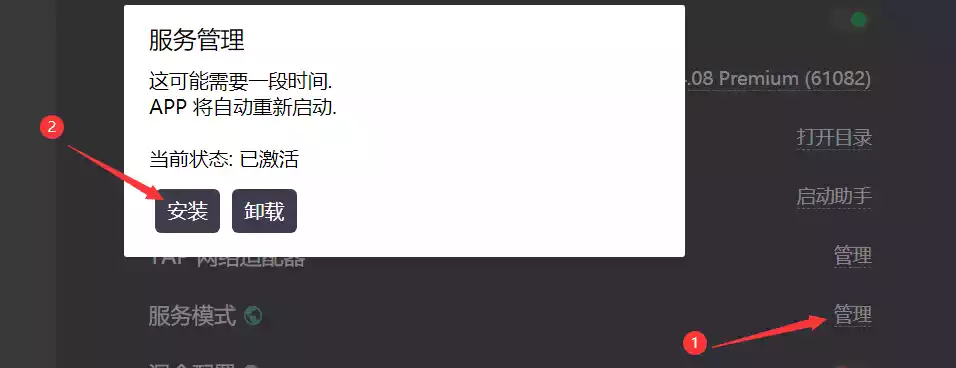 服务管理
这可能需要一段时间.
APP 将自动重新启动.
当前状态: 已激活
安装 卸载
.08 Premium (61082)
打开目录
启动助手
TAP 网络适配器 管理
服务模式 管理
2
1